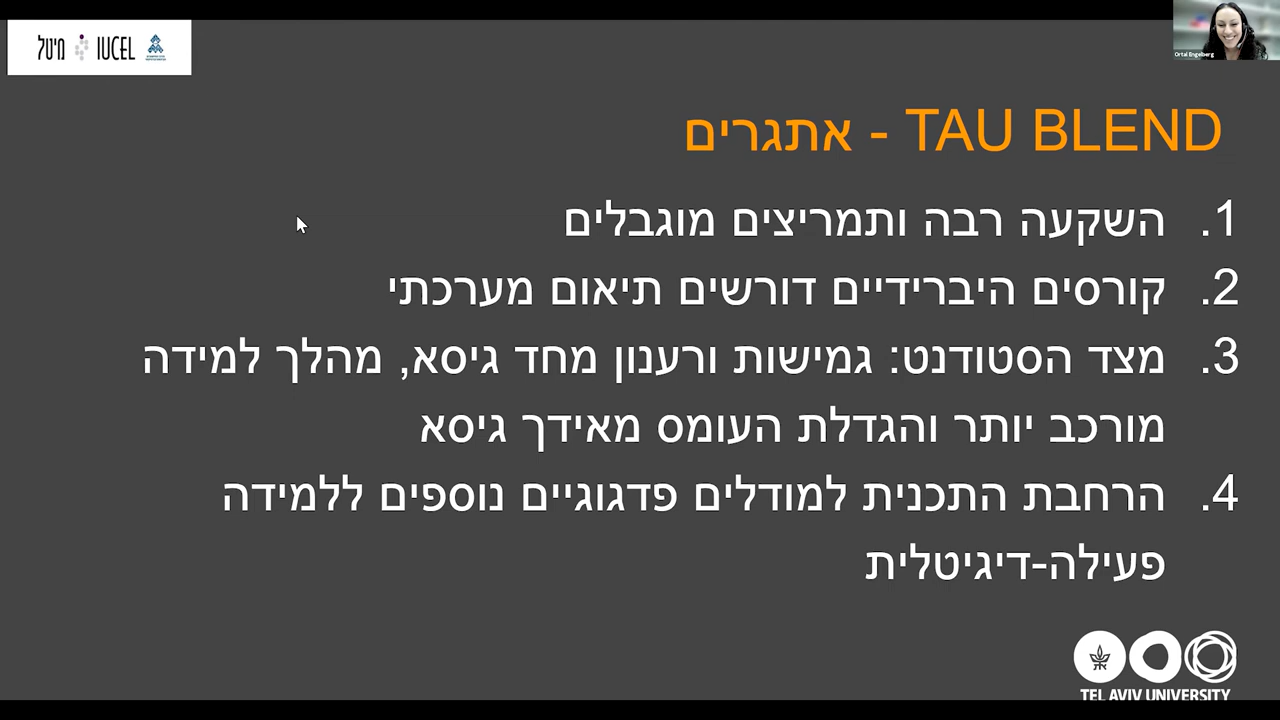 מיטל IUCEL
Ortal Engelberg
TAU BLEND - אתגרים
1. השקעה רבה ותמריצים מוגבלים
2. קורסים היברידיים דורשים תיאום מערכתי
3. מצד הסטודנט: גמישות ורענון מחד גיסא, מהלך למידה
מורכב יותר והגדלת העומס מאידך גיסא
4. הרחבת התכנית למודלים פדגוגיים נוספים ללמידה
פעילה-דיגיטלית
TEL AVIV UNIVERSITY